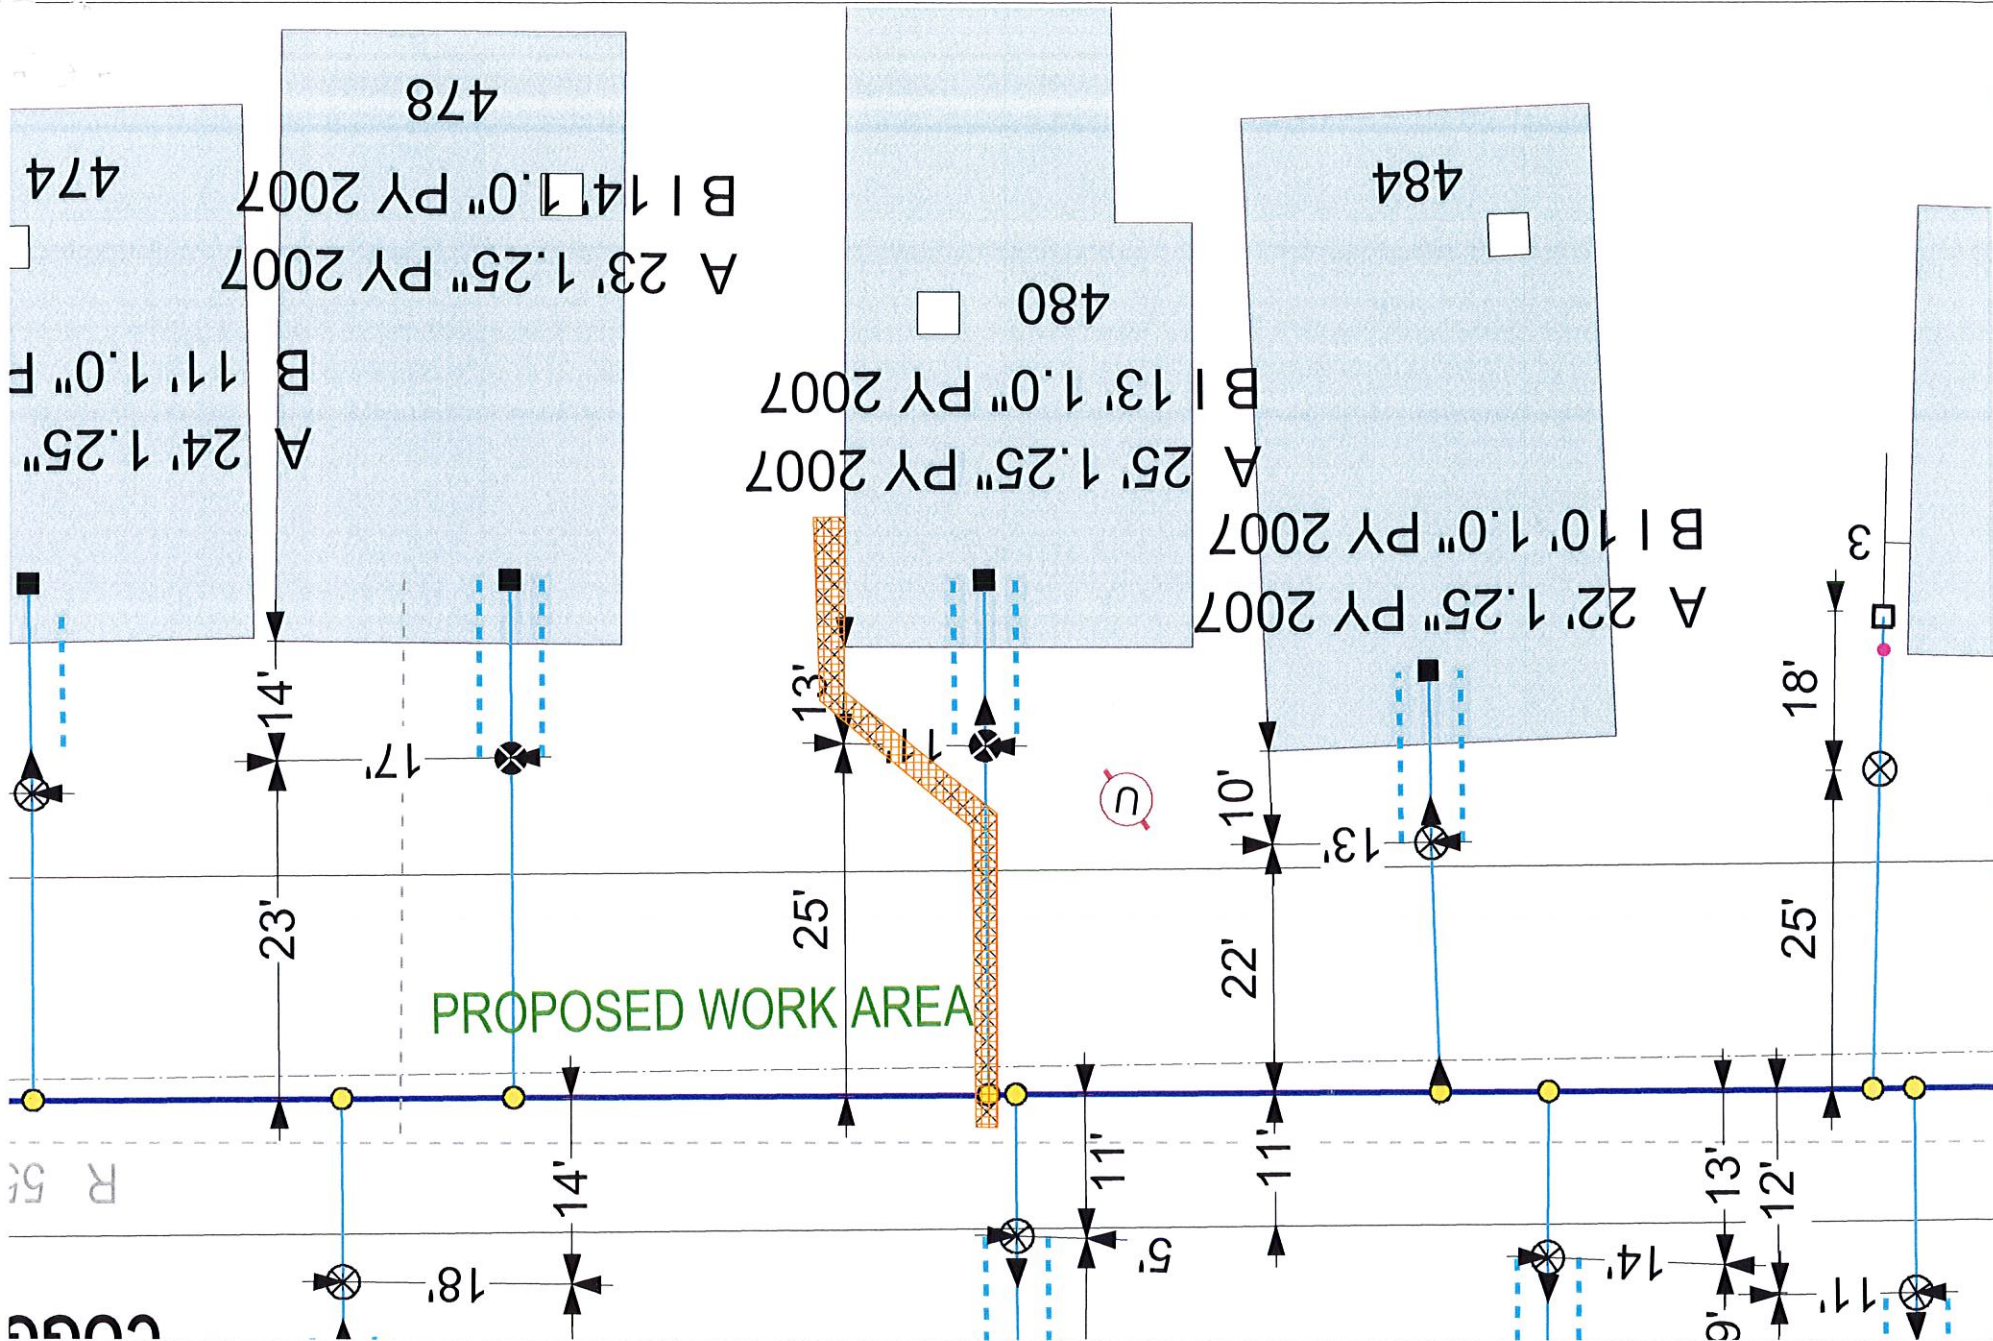 478
B I 14' 1.0" PY 2007
A 23' 1.25" PY 2007
474
B 11' 1.0"
A 24' 1.25"
480
B I 13' 1.0" PY 2007
A 25' 1.25" PY 2007
484
B I 10' 1.0" PY 2007
A 22' 1.25" PY 2007
3
14'
17'
13'
11'
U
10'
13'
18'
23'
25'
22'
25'
PROPOSED WORK AREA
R
14'
11'
11'
13'
12'
18'
5'
14'
11'
9'